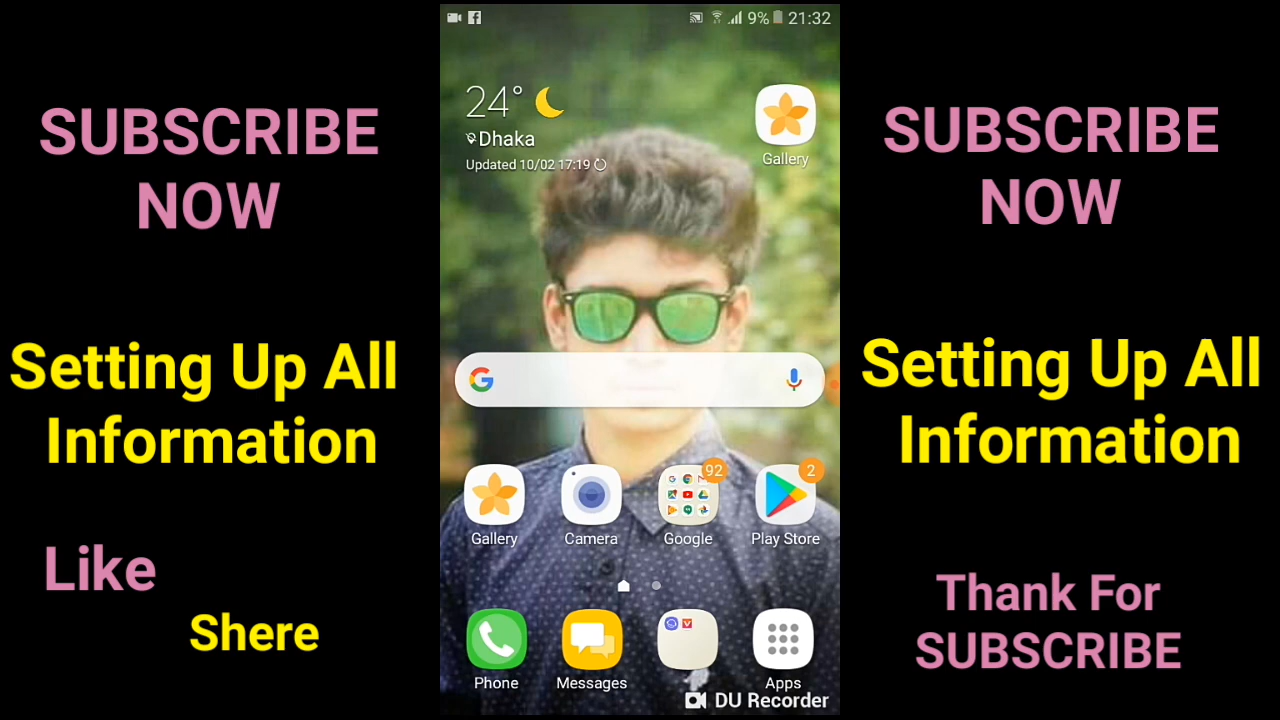 SUBSCRIBE
NOW
Setting Up All
Information
Like
Shere
9% 21:32
24°
Dhaka
Updated 10/02 17:19
Gallery
G
92
2
Gallery
Camera
Google
Play Store
Phone
Messages
Apps
DU Recorder
SUBSCRIBE
NOW
Setting Up All
Information
Thank For
SUBSCRIBE